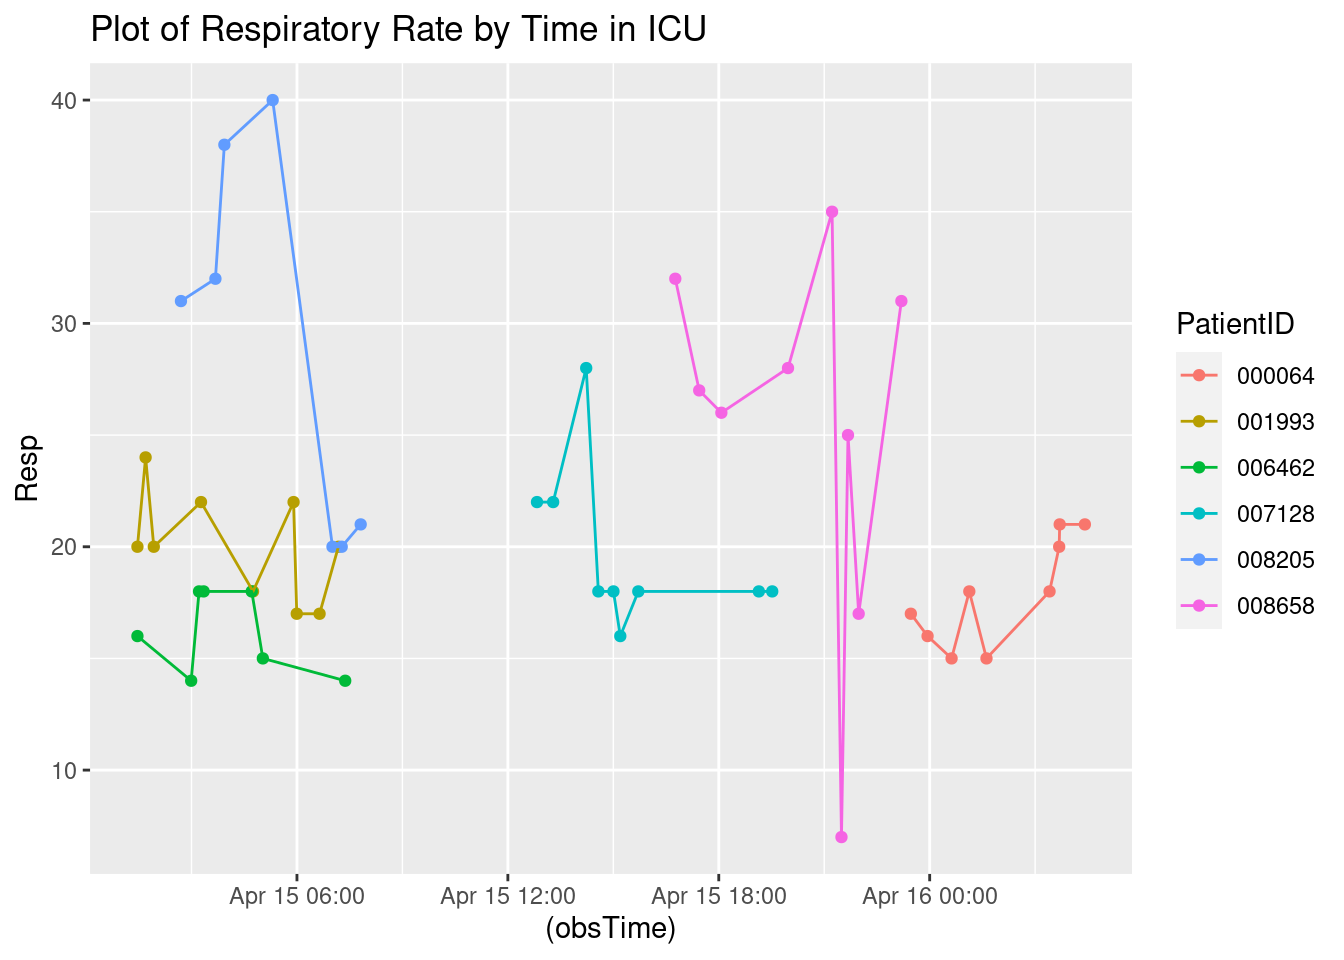 Plot of Respiratory Rate by Time in ICU
40
30
20
10
Resp
Apr 15 06:00 Apr 15 12:00 Apr 15 18:00 Apr 16 00:00
(obsTime)
PatientID
000064
001993
006462
007128
008205
008658